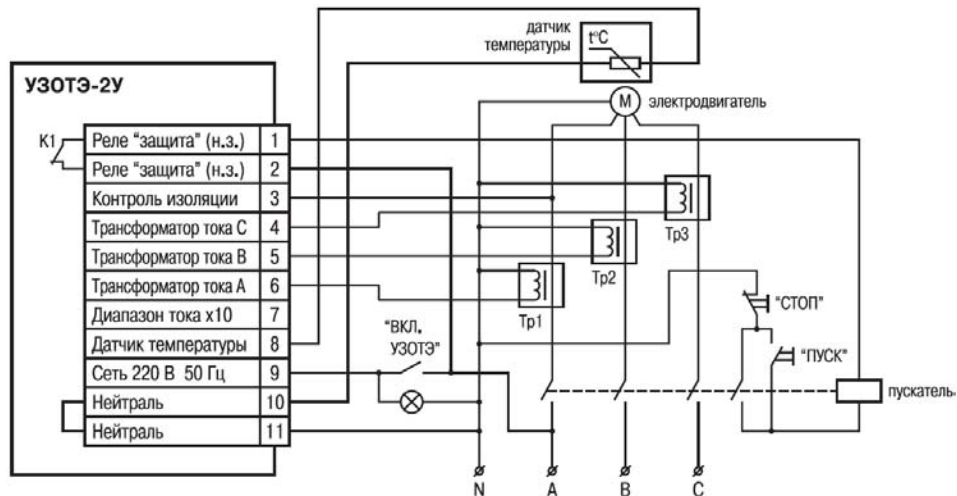 датчик
температуры
t°C
УЗОТЭ-2У
M
электродвигатель
K1
Реле "защита" (н.з.) 1
Реле "защита" (н.з.) 2
Контроль изоляции 3
Трансформатор тока С 4
Трансформатор тока В 5
Трансформатор тока А 6
Диапазон тока х10 7
Датчик температуры 8
Сеть 220 В 50 Гц 9
Нейтраль 10
Нейтраль 11
Тр3
Тр2
Тр1
"ВКЛ.
УЗОТЭ"
"СТОП"
"ПУСК"
пускатель
N A B C